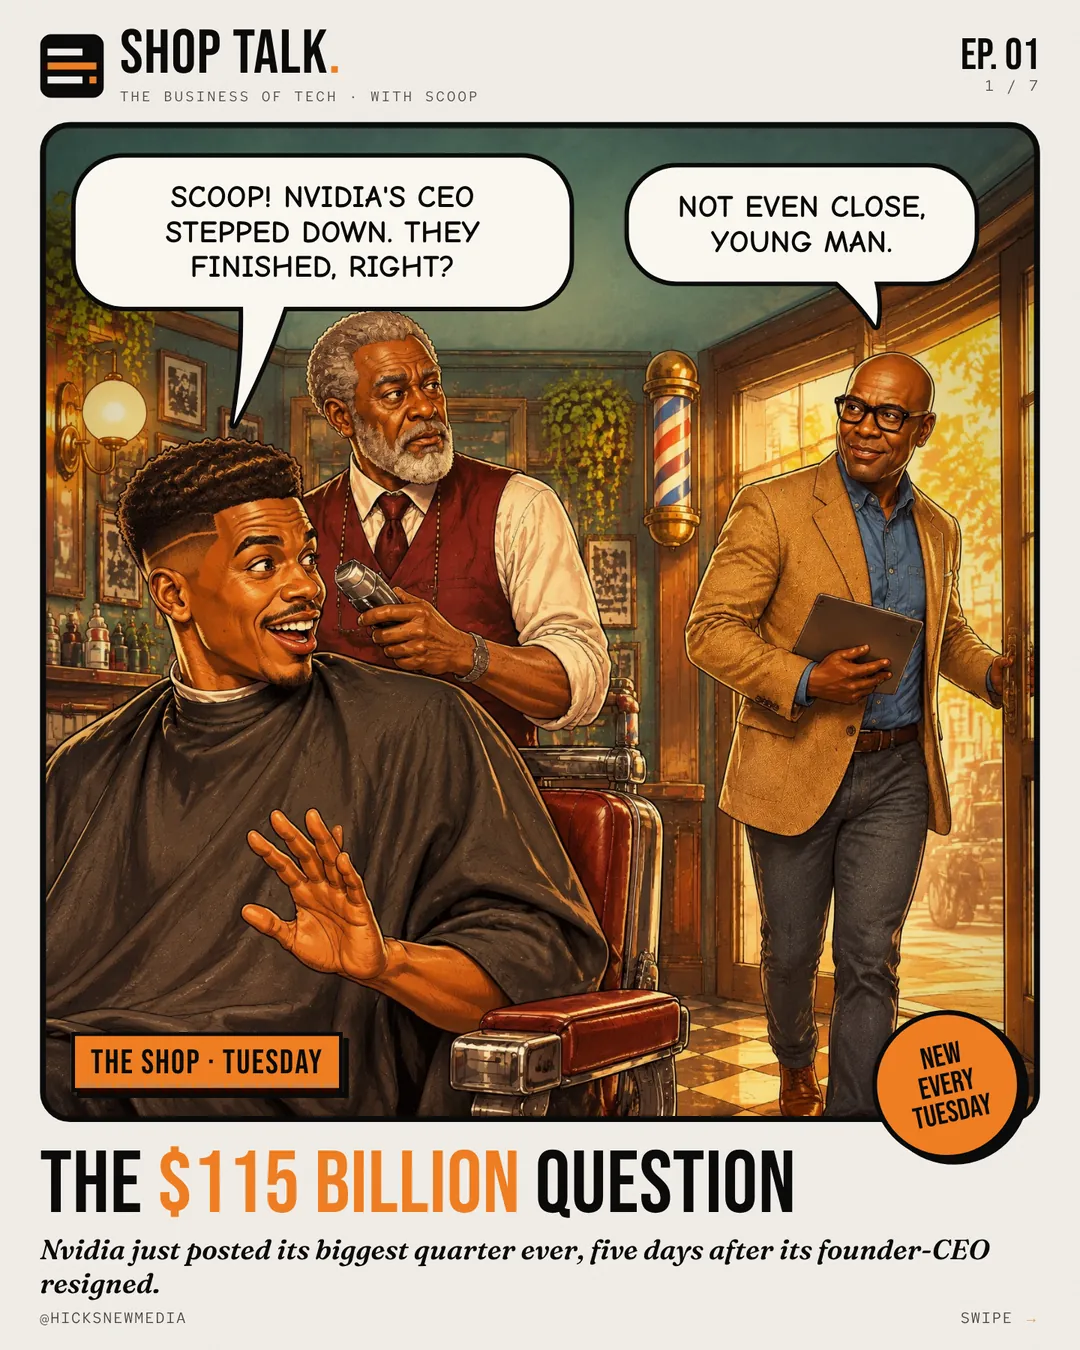 SHOP TALK.
THE BUSINESS OF TECH · WITH SCOOP
EP. 01
1 / 7
SCOOP! NVIDIA'S CEO
STEPPED DOWN. THEY
FINISHED, RIGHT?
NOT EVEN CLOSE,
YOUNG MAN.
THE SHOP · TUESDAY
NEW
EVERY
TUESDAY
THE $115 BILLION QUESTION
Nvidia just posted its biggest quarter ever, five days after its founder-CEO
resigned.
@HICKSNEWMEDIA
SWIPE →